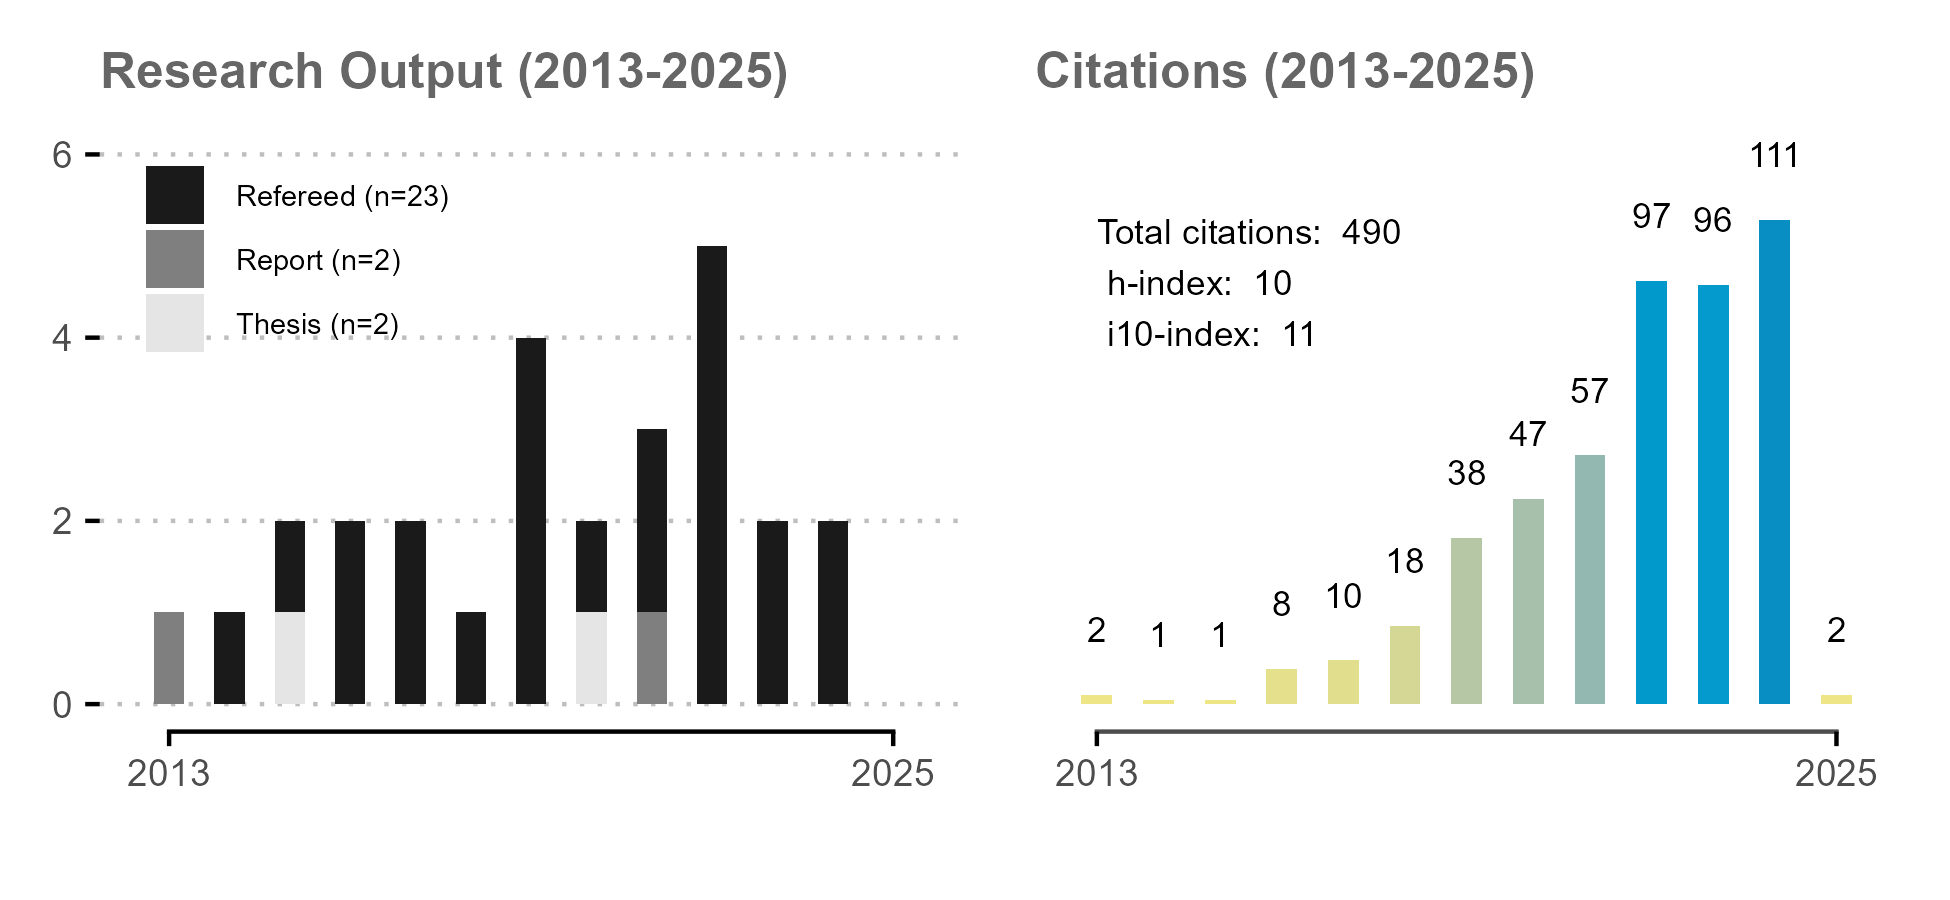 Research Output (2013-2025)
6
4
2
0
Refereed (n=23)
Report (n=2)
Thesis (n=2)
2013
2025
Citations (2013-2025)
Total citations:  490
h-index:  10
i10-index:  11
2
1
1
8
10
18
38
47
57
97
96
111
2
2013
2025